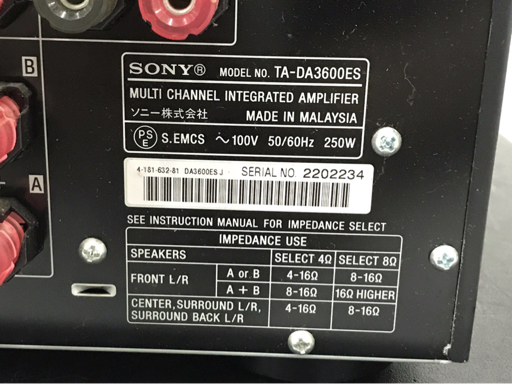 SONY® MODEL NO. TA-DA3600ES
MULTI CHANNEL INTEGRATED AMPLIFIER
ソニー株式会社 MADE IN MALAYSIA
PSE S.EMCS ～100V 50/60Hz 250W
4-181-632-81 DA3600ES J SERIAL NO. 2202234
SEE INSTRUCTION MANUAL FOR IMPEDANCE SELECT
IMPEDANCE USE
SPEAKERS SELECT 4Ω SELECT 8Ω
FRONT L/R A or B 4-16Ω 8-16Ω
A + B 8-16Ω 16Ω HIGHER
CENTER, SURROUND L/R, 4-16Ω 8-16Ω
SURROUND BACK L/R
B
A